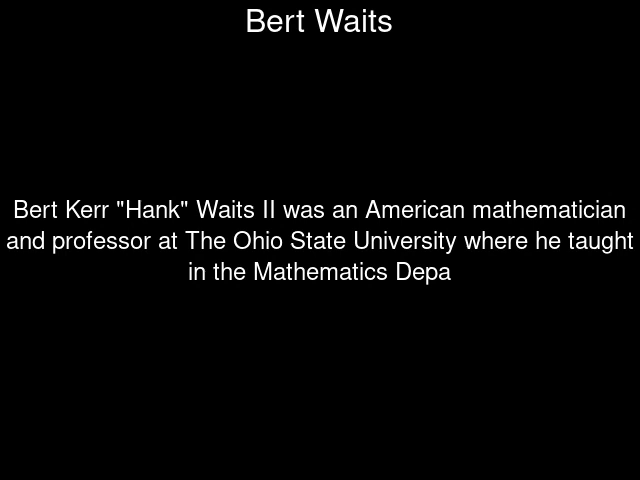 Bert Waits
Bert Kerr "Hank" Waits II was an American mathematician
and professor at The Ohio State University where he taught
in the Mathematics Depa